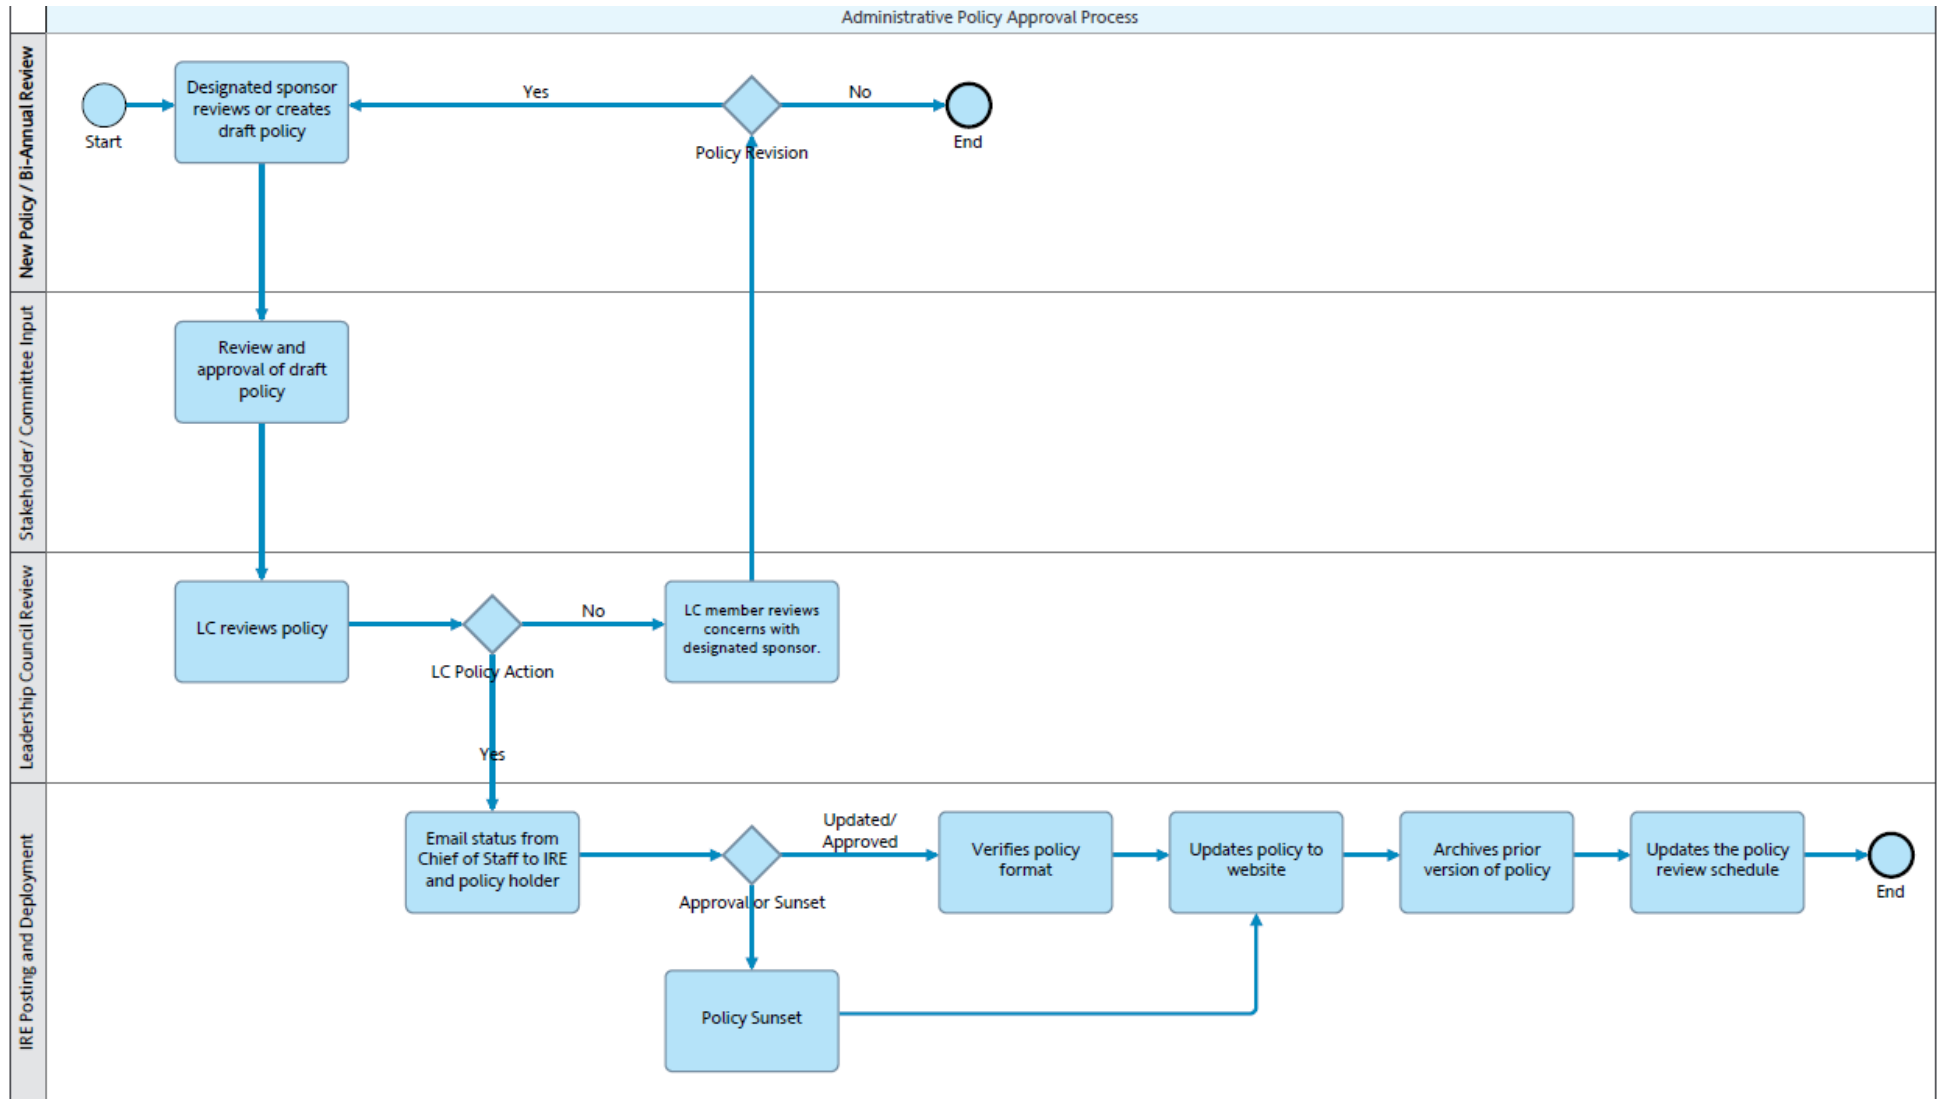 Administrative Policy Approval Process
New Policy / Bi-Annual Review
Start
Designated sponsor
reviews or creates
draft policy
Yes
Policy Revision
No
End
Stakeholder/ Committee Input
Review and
approval of draft
policy
Leadership Council Review
LC reviews policy
LC Policy Action
No
Yes
LC member reviews
concerns with
designated sponsor.
IRE Posting and Deployment
Email status from
Chief of Staff to IRE
and policy holder
Approval or Sunset
Updated/
Approved
Verifies policy
format
Updates policy to
website
Archives prior
version of policy
Updates the policy
review schedule
End
Policy Sunset